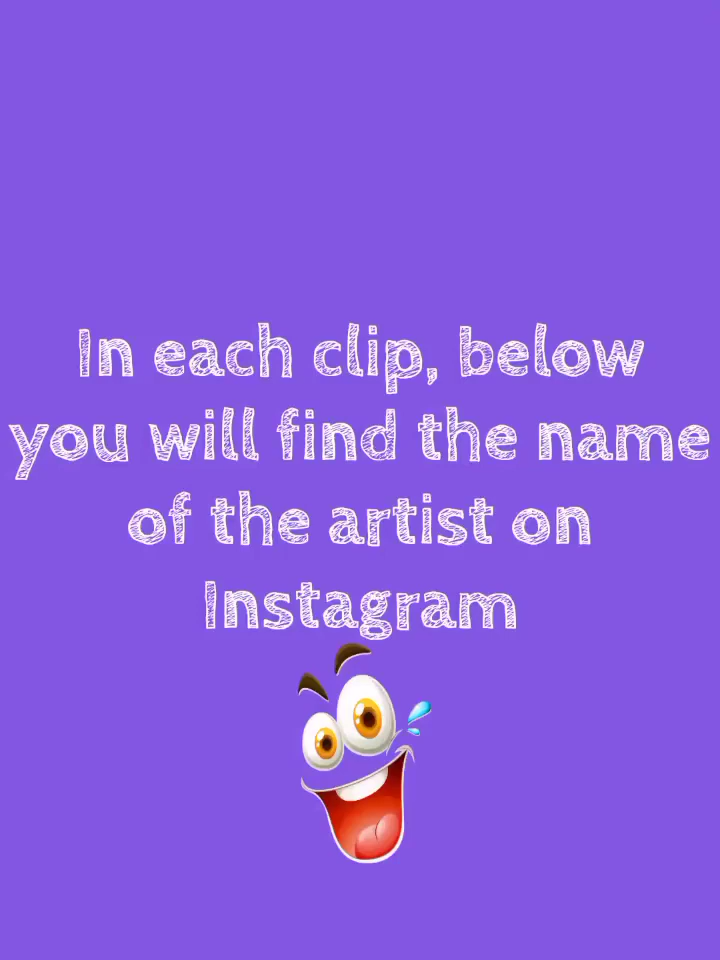 In each clip, below
you will find the name
of the artist on
Instagram